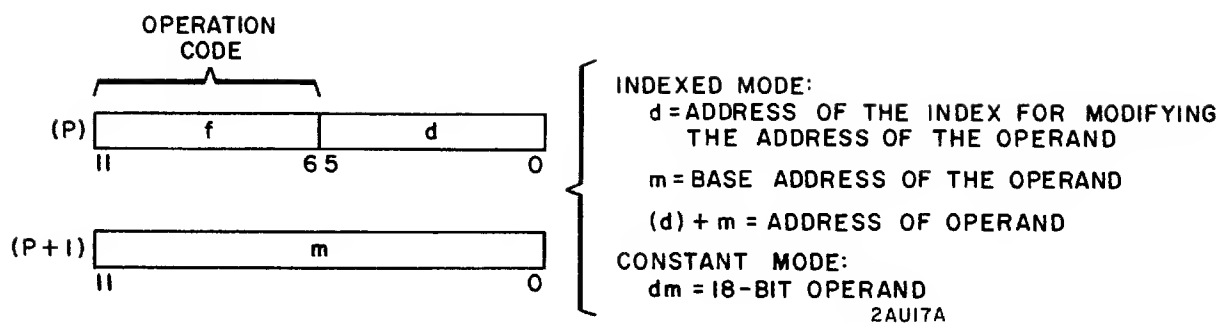 OPERATION
CODE
(P) f d
11 6 5 0
(P+1) m
11 0
INDEXED MODE:
d = ADDRESS OF THE INDEX FOR MODIFYING
THE ADDRESS OF THE OPERAND
m = BASE ADDRESS OF THE OPERAND
(d) + m = ADDRESS OF OPERAND
CONSTANT MODE:
dm = 18-BIT OPERAND
2AU17A